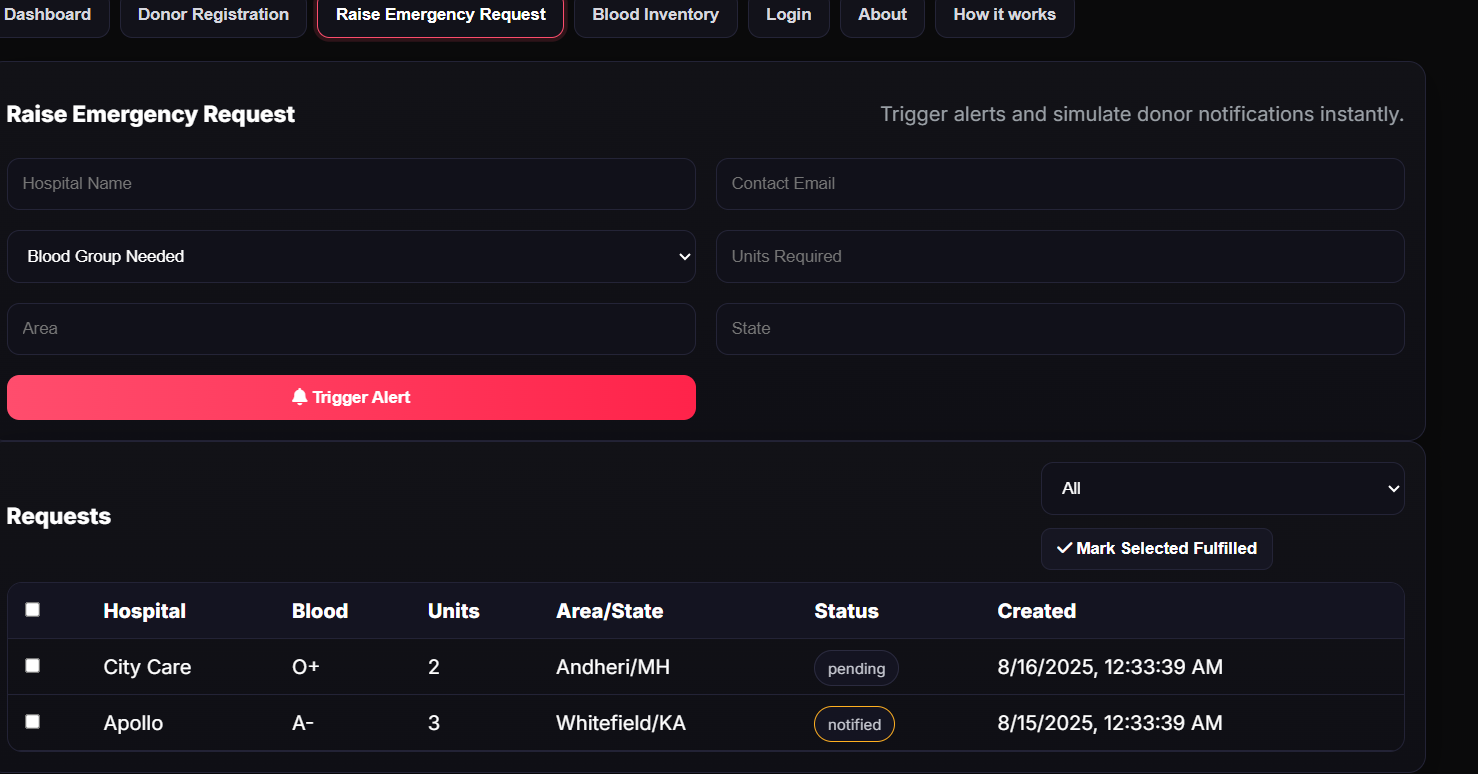 Dashboard Donor Registration Raise Emergency Request Blood Inventory Login About How it works
Raise Emergency Request Trigger alerts and simulate donor notifications instantly.
Hospital Name Contact Email
Blood Group Needed Units Required
Area State
Trigger Alert
All
Requests
Mark Selected Fulfilled
Hospital Blood Units Area/State Status Created
City Care O+ 2 Andheri/MH pending 8/16/2025, 12:33:39 AM
Apollo A- 3 Whitefield/KA notified 8/15/2025, 12:33:39 AM